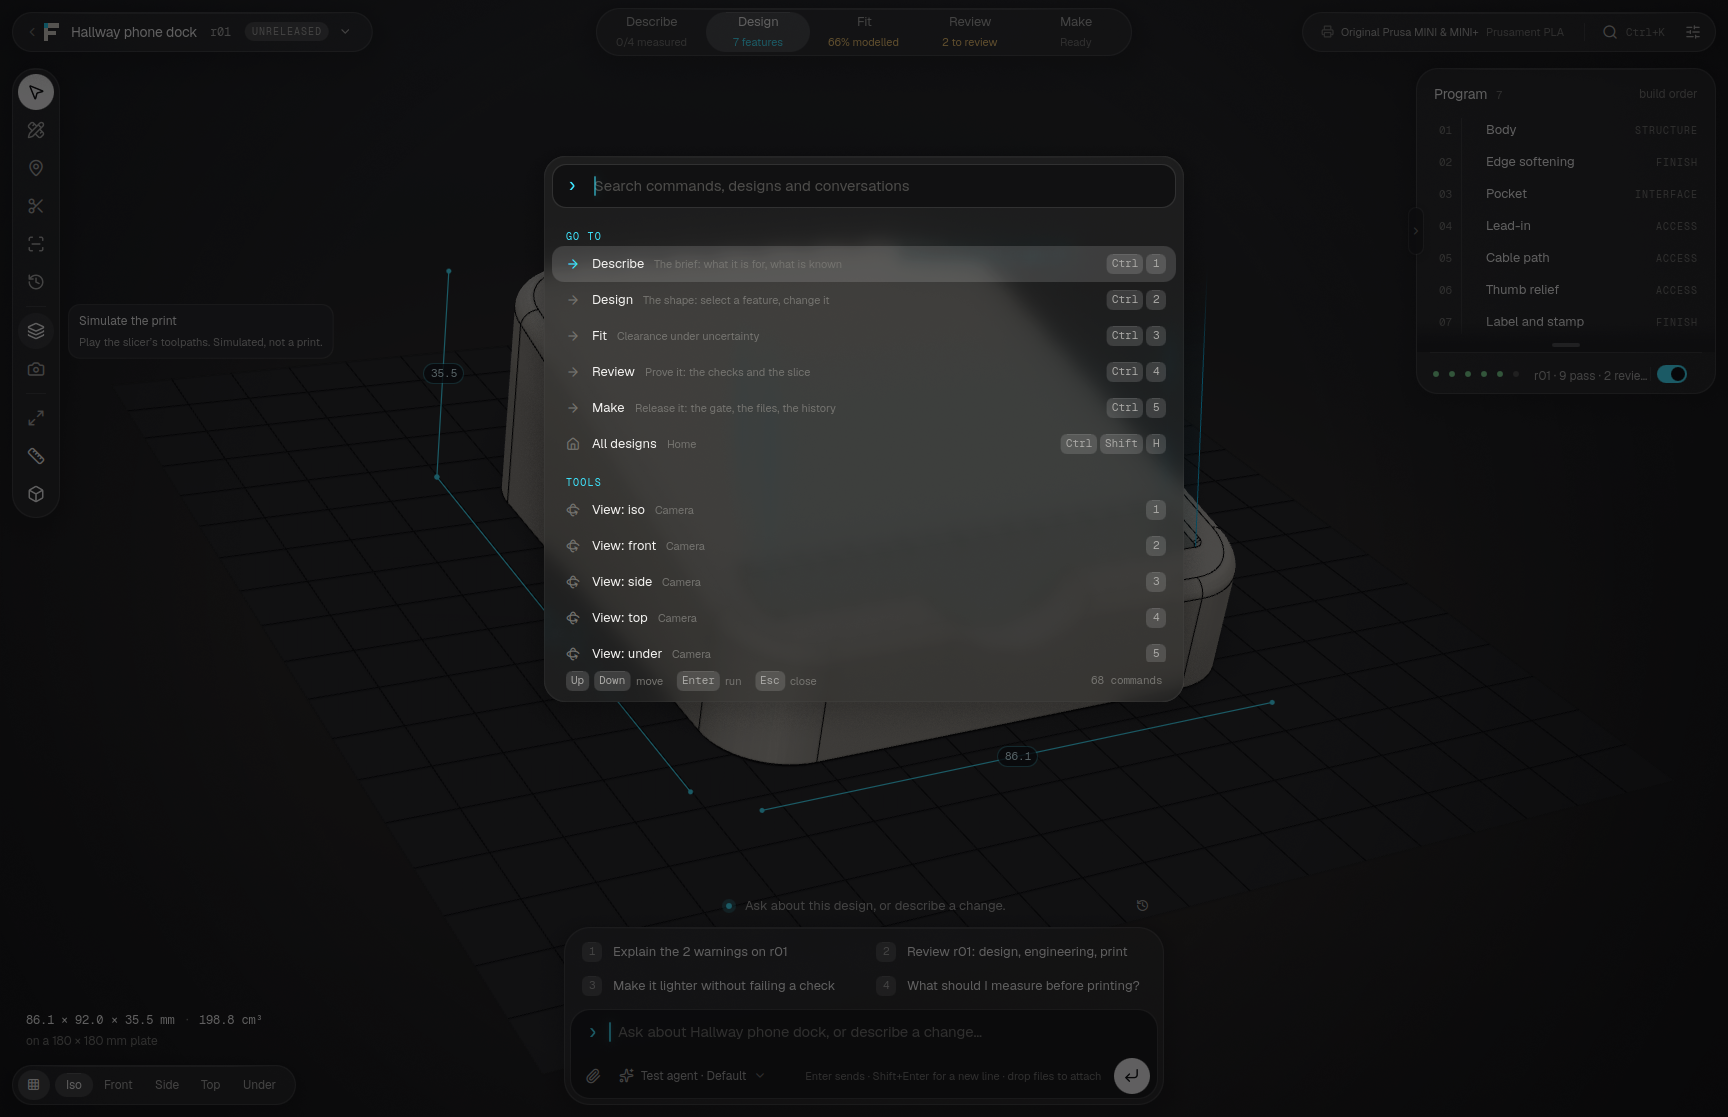 Hallway phone dock r01 UNRELEASED
Describe
0/4 measured
Design
7 features
Fit
66% modelled
Review
2 to review
Make
Ready
Original Prusa MINI & MINI+ Prusament PLA
Ctrl+K
Simulate the print
Play the slicer's toolpaths. Simulated, not a print.
Program 7 build order
01 Body STRUCTURE
02 Edge softening FINISH
03 Pocket INTERFACE
04 Lead-in ACCESS
05 Cable path ACCESS
06 Thumb relief ACCESS
07 Label and stamp FINISH
r01 · 9 pass · 2 revie...
Search commands, designs and conversations
GO TO
Describe The brief: what it is for, what is known Ctrl 1
Design The shape: select a feature, change it Ctrl 2
Fit Clearance under uncertainty Ctrl 3
Review Prove it: the checks and the slice Ctrl 4
Make Release it: the gate, the files, the history Ctrl 5
All designs Home Ctrl Shift H
TOOLS
View: iso Camera 1
View: front Camera 2
View: side Camera 3
View: top Camera 4
View: under Camera 5
Up Down move Enter run Esc close 68 commands
35.5
86.1
Ask about this design, or describe a change.
1 Explain the 2 warnings on r01
2 Review r01: design, engineering, print
3 Make it lighter without failing a check
4 What should I measure before printing?
Ask about Hallway phone dock, or describe a change...
Test agent · Default
Enter sends · Shift+Enter for a new line · drop files to attach
86.1 × 92.0 × 35.5 mm · 198.8 cm³
on a 180 × 180 mm plate
Iso Front Side Top Under